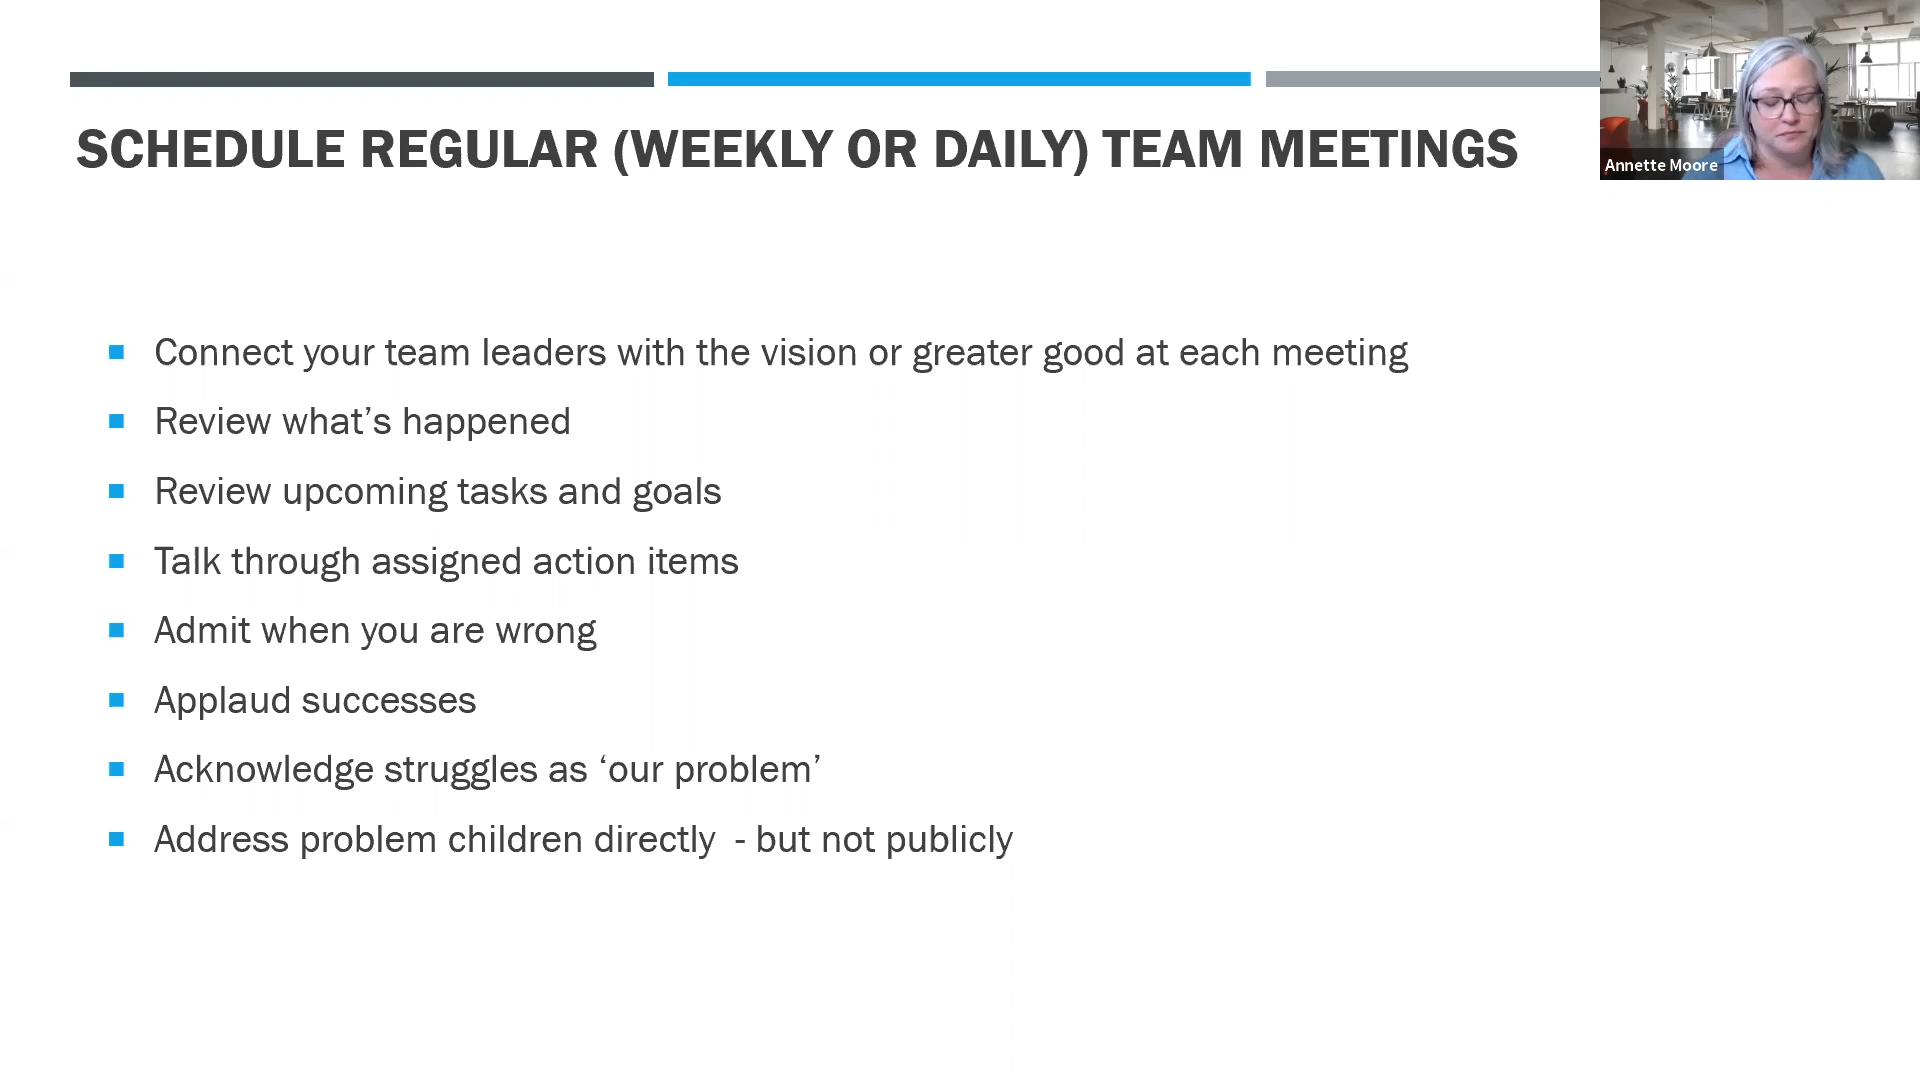 SCHEDULE REGULAR (WEEKLY OR DAILY) TEAM MEETINGS
Annette Moore
Connect your team leaders with the vision or greater good at each meeting
Review what’s happened
Review upcoming tasks and goals
Talk through assigned action items
Admit when you are wrong
Applaud successes
Acknowledge struggles as ‘our problem’
Address problem children directly  - but not publicly